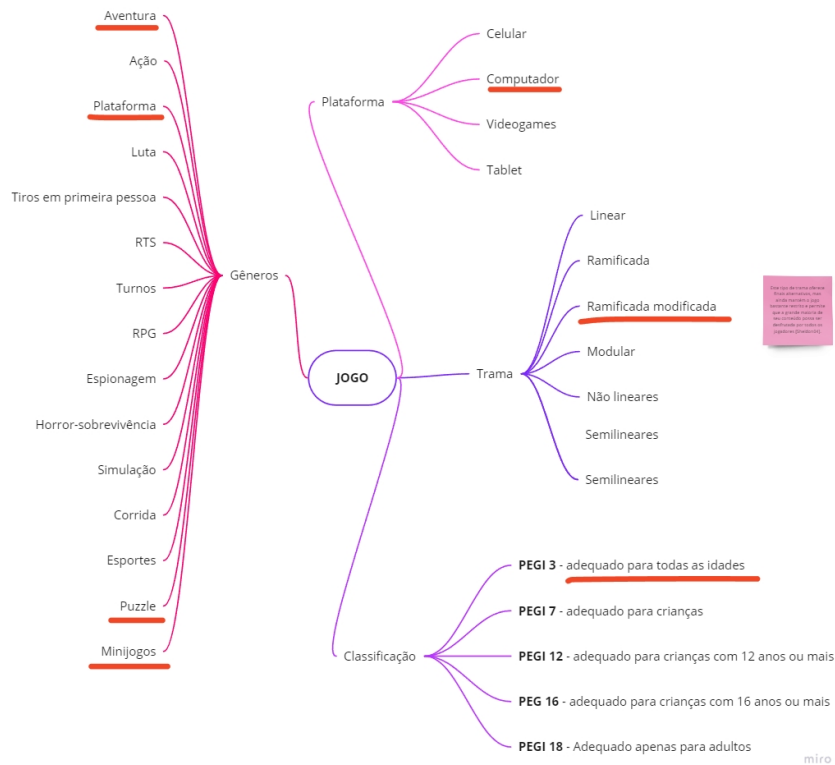 Aventura
Ação
Plataforma
Luta
Tiros em primeira pessoa
RTS
Turnos
RPG
Espionagem
Horror-sobrevivência
Simulação
Corrida
Esportes
Puzzle
Minijogos
Gêneros
JOGO
Plataforma
Celular
Computador
Videogames
Tablet
Trama
Linear
Ramificada
Ramificada modificada
Modular
Não lineares
Semilineares
Semilineares
Classificação
PEGI 3 - adequado para todas as idades
PEGI 7 - adequado para crianças
PEGI 12 - adequado para crianças com 12 anos ou mais
PEG 16 - adequado para crianças com 16 anos ou mais
PEGI 18 - Adequado apenas para adultos
miro